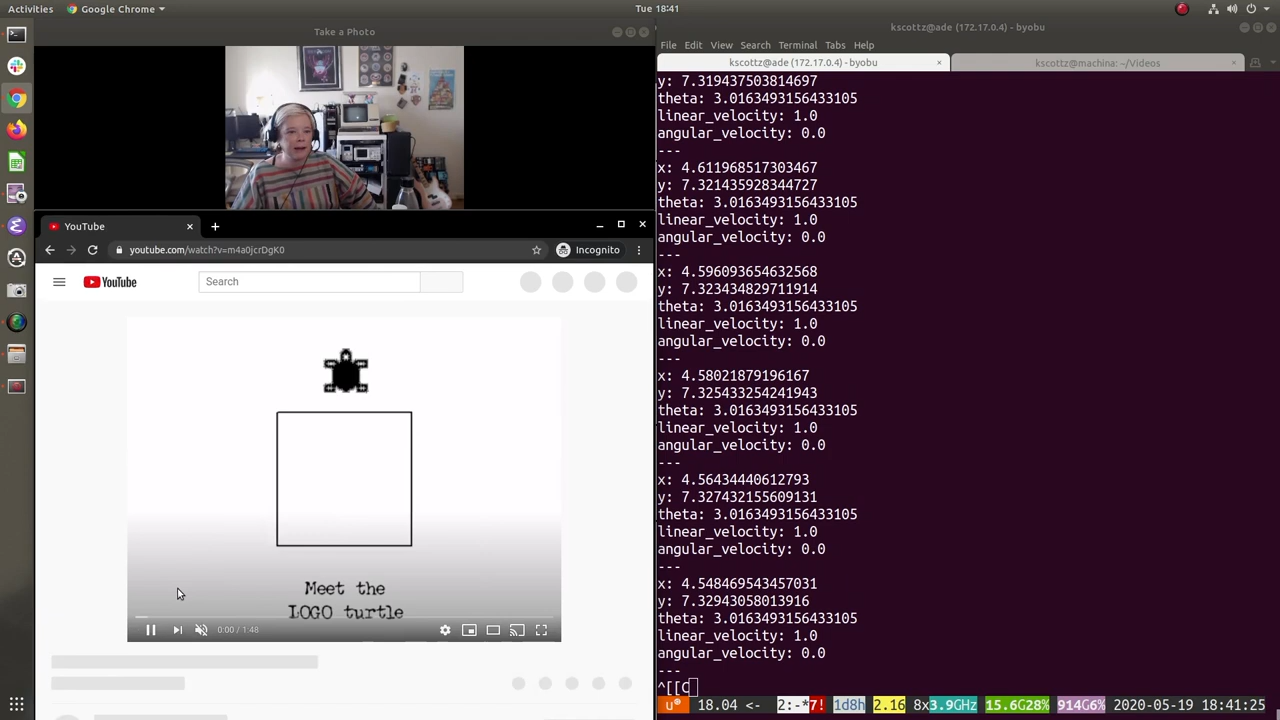 Activities
Google Chrome
Tue 18:41
Take a Photo
YouTube
youtube.com/watch?v=m4a0jcrDgK0
Incognito
YouTube
Search
Meet the
LOGO turtle
0:00 / 1:48
kscottz@ade (172.17.0.4) - byobu
File Edit View Search Terminal Tabs Help
kscottz@ade (172.17.0.4) - byobu
kscottz@machina: ~/Videos
y: 7.319437503814697
theta: 3.0163493156433105
linear_velocity: 1.0
angular_velocity: 0.0
---
x: 4.611968517303467
y: 7.321435928344727
theta: 3.0163493156433105
linear_velocity: 1.0
angular_velocity: 0.0
---
x: 4.596093654632568
y: 7.323434829711914
theta: 3.0163493156433105
linear_velocity: 1.0
angular_velocity: 0.0
---
x: 4.58021879196167
y: 7.325433254241943
theta: 3.0163493156433105
linear_velocity: 1.0
angular_velocity: 0.0
---
x: 4.56434440612793
y: 7.327432155609131
theta: 3.0163493156433105
linear_velocity: 1.0
angular_velocity: 0.0
---
x: 4.548469543457031
y: 7.32943058013916
theta: 3.0163493156433105
linear_velocity: 1.0
angular_velocity: 0.0
---
^[[C
u 18.04 <- 2:-*7! 1d8h 2.16 8x3.9GHz 15.6G28% 914G6% 2020-05-19 18:41:25